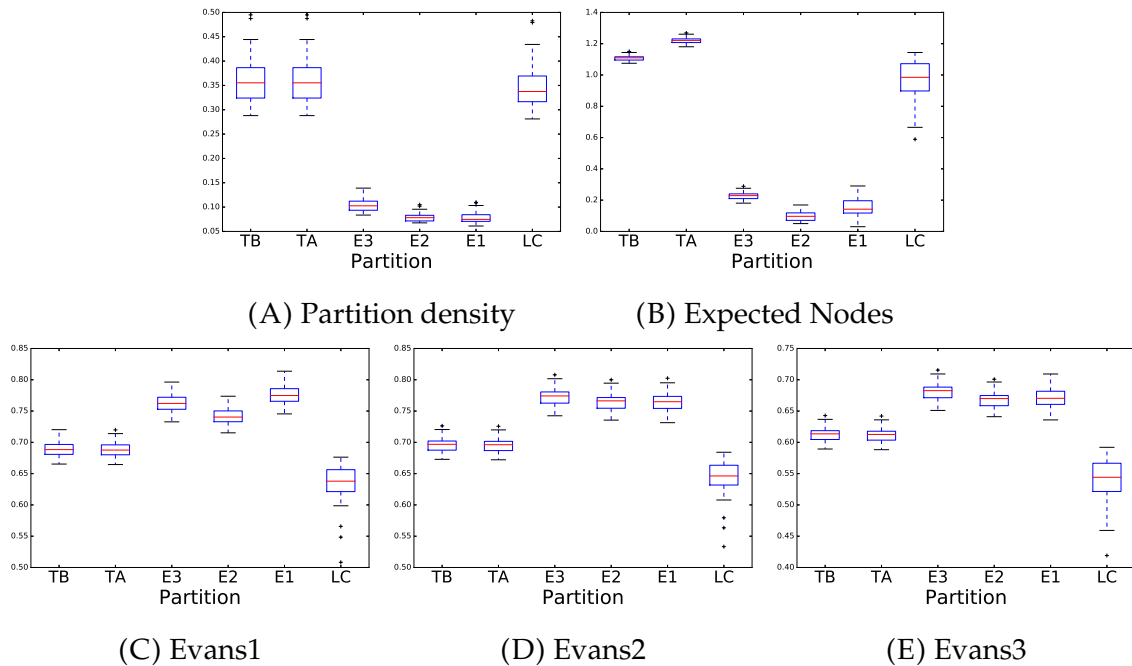 0.50
0.45
0.40
0.35
0.30
0.25
0.20
0.15
0.10
0.05
TB TA E3 E2 E1 LC
Partition
(A) Partition density
1.4
1.2
1.0
0.8
0.6
0.4
0.2
0.0
TB TA E3 E2 E1 LC
Partition
(B) Expected Nodes
0.85
0.80
0.75
0.70
0.65
0.60
0.55
0.50
TB TA E3 E2 E1 LC
Partition
(C) Evans1
0.85
0.80
0.75
0.70
0.65
0.60
0.55
0.50
TB TA E3 E2 E1 LC
Partition
(D) Evans2
0.75
0.70
0.65
0.60
0.55
0.50
0.45
0.40
TB TA E3 E2 E1 LC
Partition
(E) Evans3